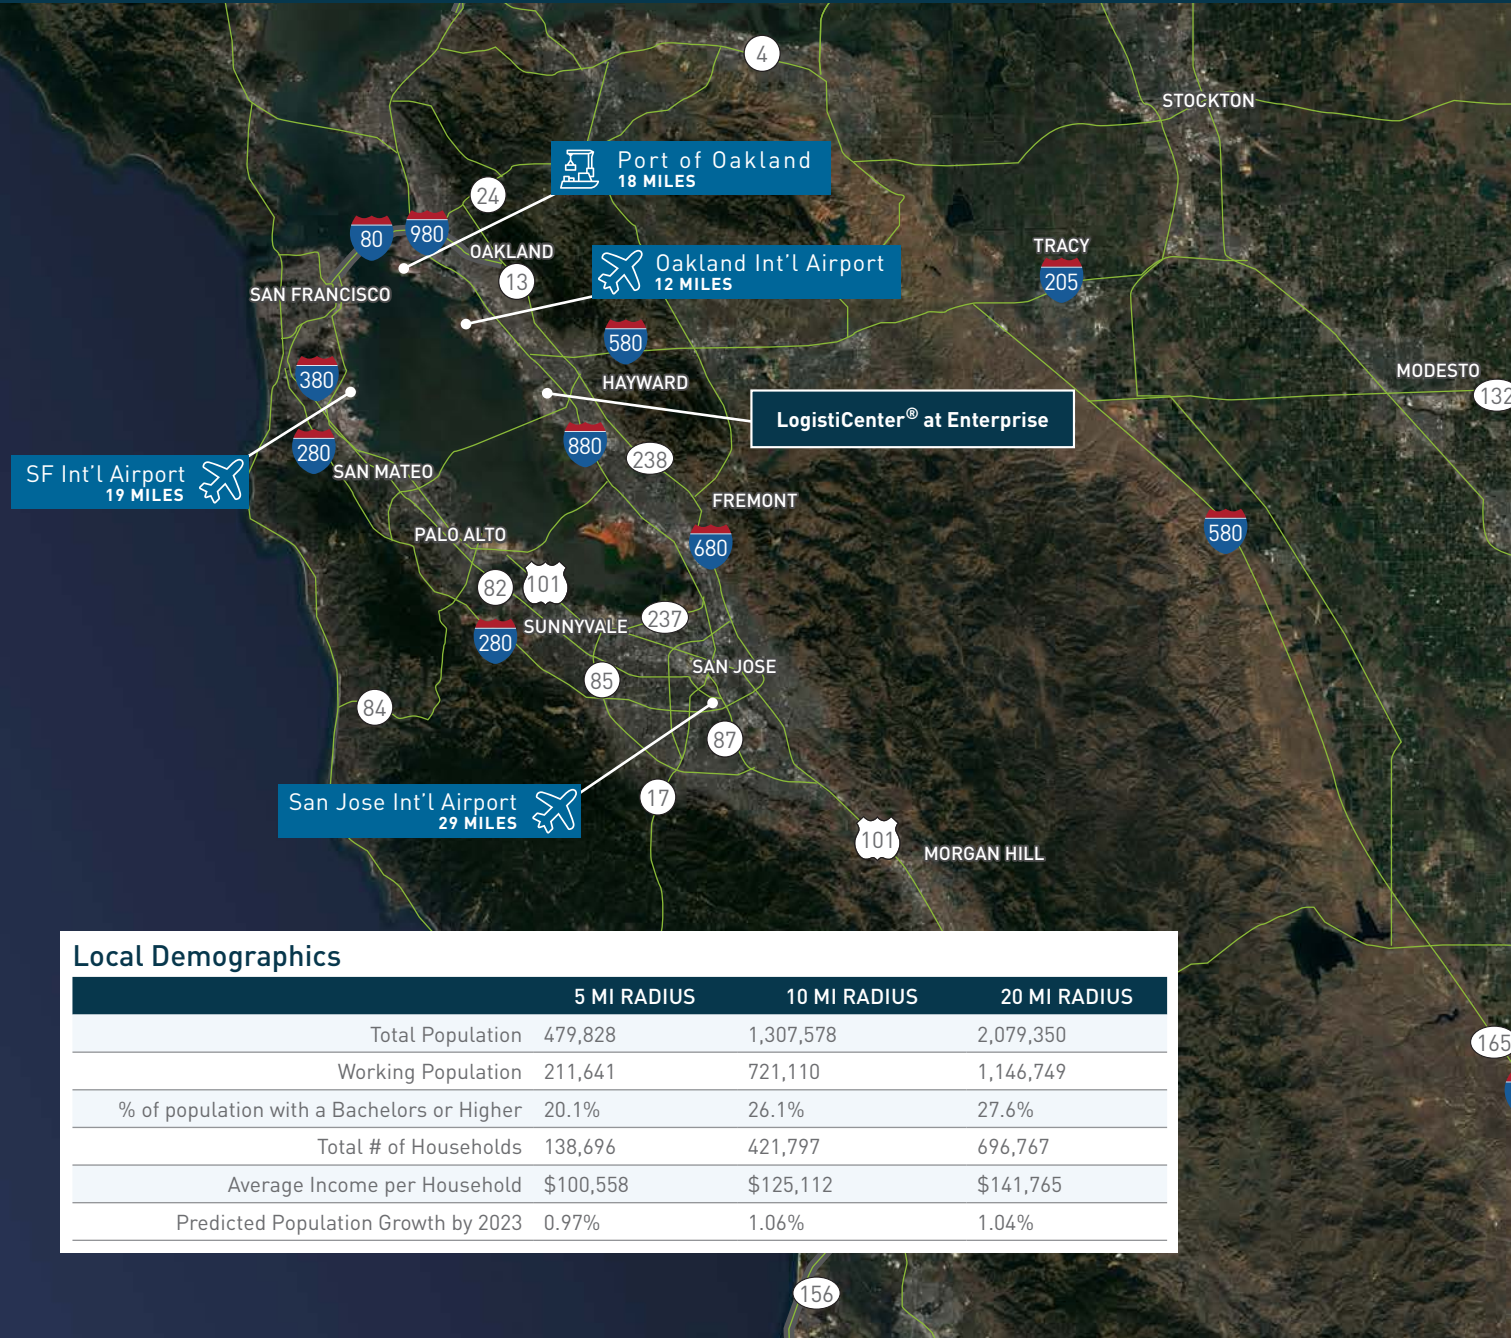 4
STOCKTON
Port of Oakland
18 MILES
24
80
980
OAKLAND
TRACY
Oakland Int'l Airport
12 MILES
13
205
SAN FRANCISCO
580
MODESTO
380
HAYWARD
132
LogistiCenter® at Enterprise
280
880
238
SAN MATEO
SF Int'l Airport
19 MILES
FREMONT
PALO ALTO
680
580
82
101
237
SUNNYVALE
280
SAN JOSE
85
84
87
San Jose Int'l Airport
29 MILES
17
101
MORGAN HILL
Local Demographics
5 MI RADIUS 10 MI RADIUS 20 MI RADIUS
Total Population 479,828 1,307,578 2,079,350
Working Population 211,641 721,110 1,146,749
% of population with a Bachelors or Higher 20.1% 26.1% 27.6%
Total # of Households 138,696 421,797 696,767
Average Income per Household $100,558 $125,112 $141,765
Predicted Population Growth by 2023 0.97% 1.06% 1.04%
165
156